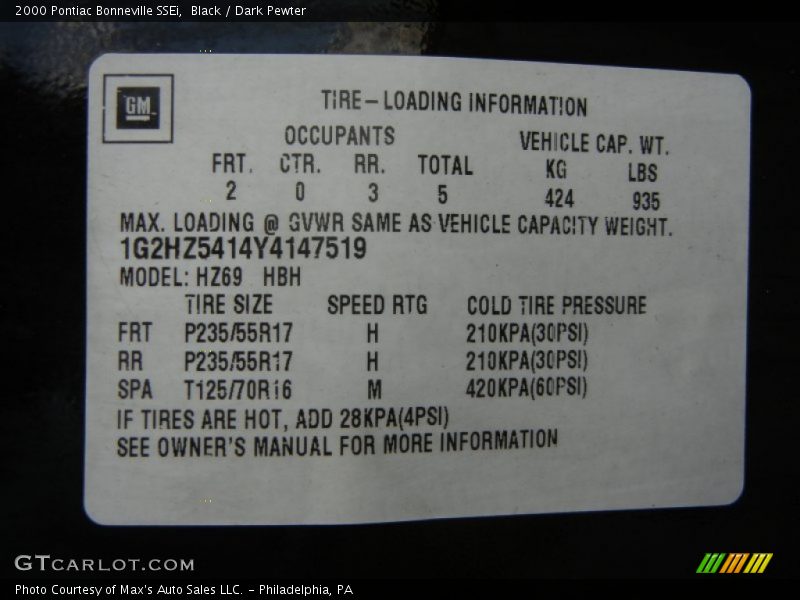 2000 Pontiac Bonneville SSEi, Black / Dark Pewter
GM
TIRE-LOADING INFORMATION
OCCUPANTS VEHICLE CAP. WT.
FRT. CTR. RR. TOTAL KG LBS
2 0 3 5 424 935
MAX. LOADING @ GVWR SAME AS VEHICLE CAPACITY WEIGHT.
1G2HZ5414Y4147519
MODEL: HZ69 HBH
TIRE SIZE SPEED RTG COLD TIRE PRESSURE
FRT P235/55R17 H 210KPA(30PSI)
RR P235/55R17 H 210KPA(30PSI)
SPA T125/70R16 M 420KPA(60PSI)
IF TIRES ARE HOT, ADD 28KPA(4PSI)
SEE OWNER'S MANUAL FOR MORE INFORMATION
GTCARLOT.COM
Photo Courtesy of Max's Auto Sales LLC. - Philadelphia, PA